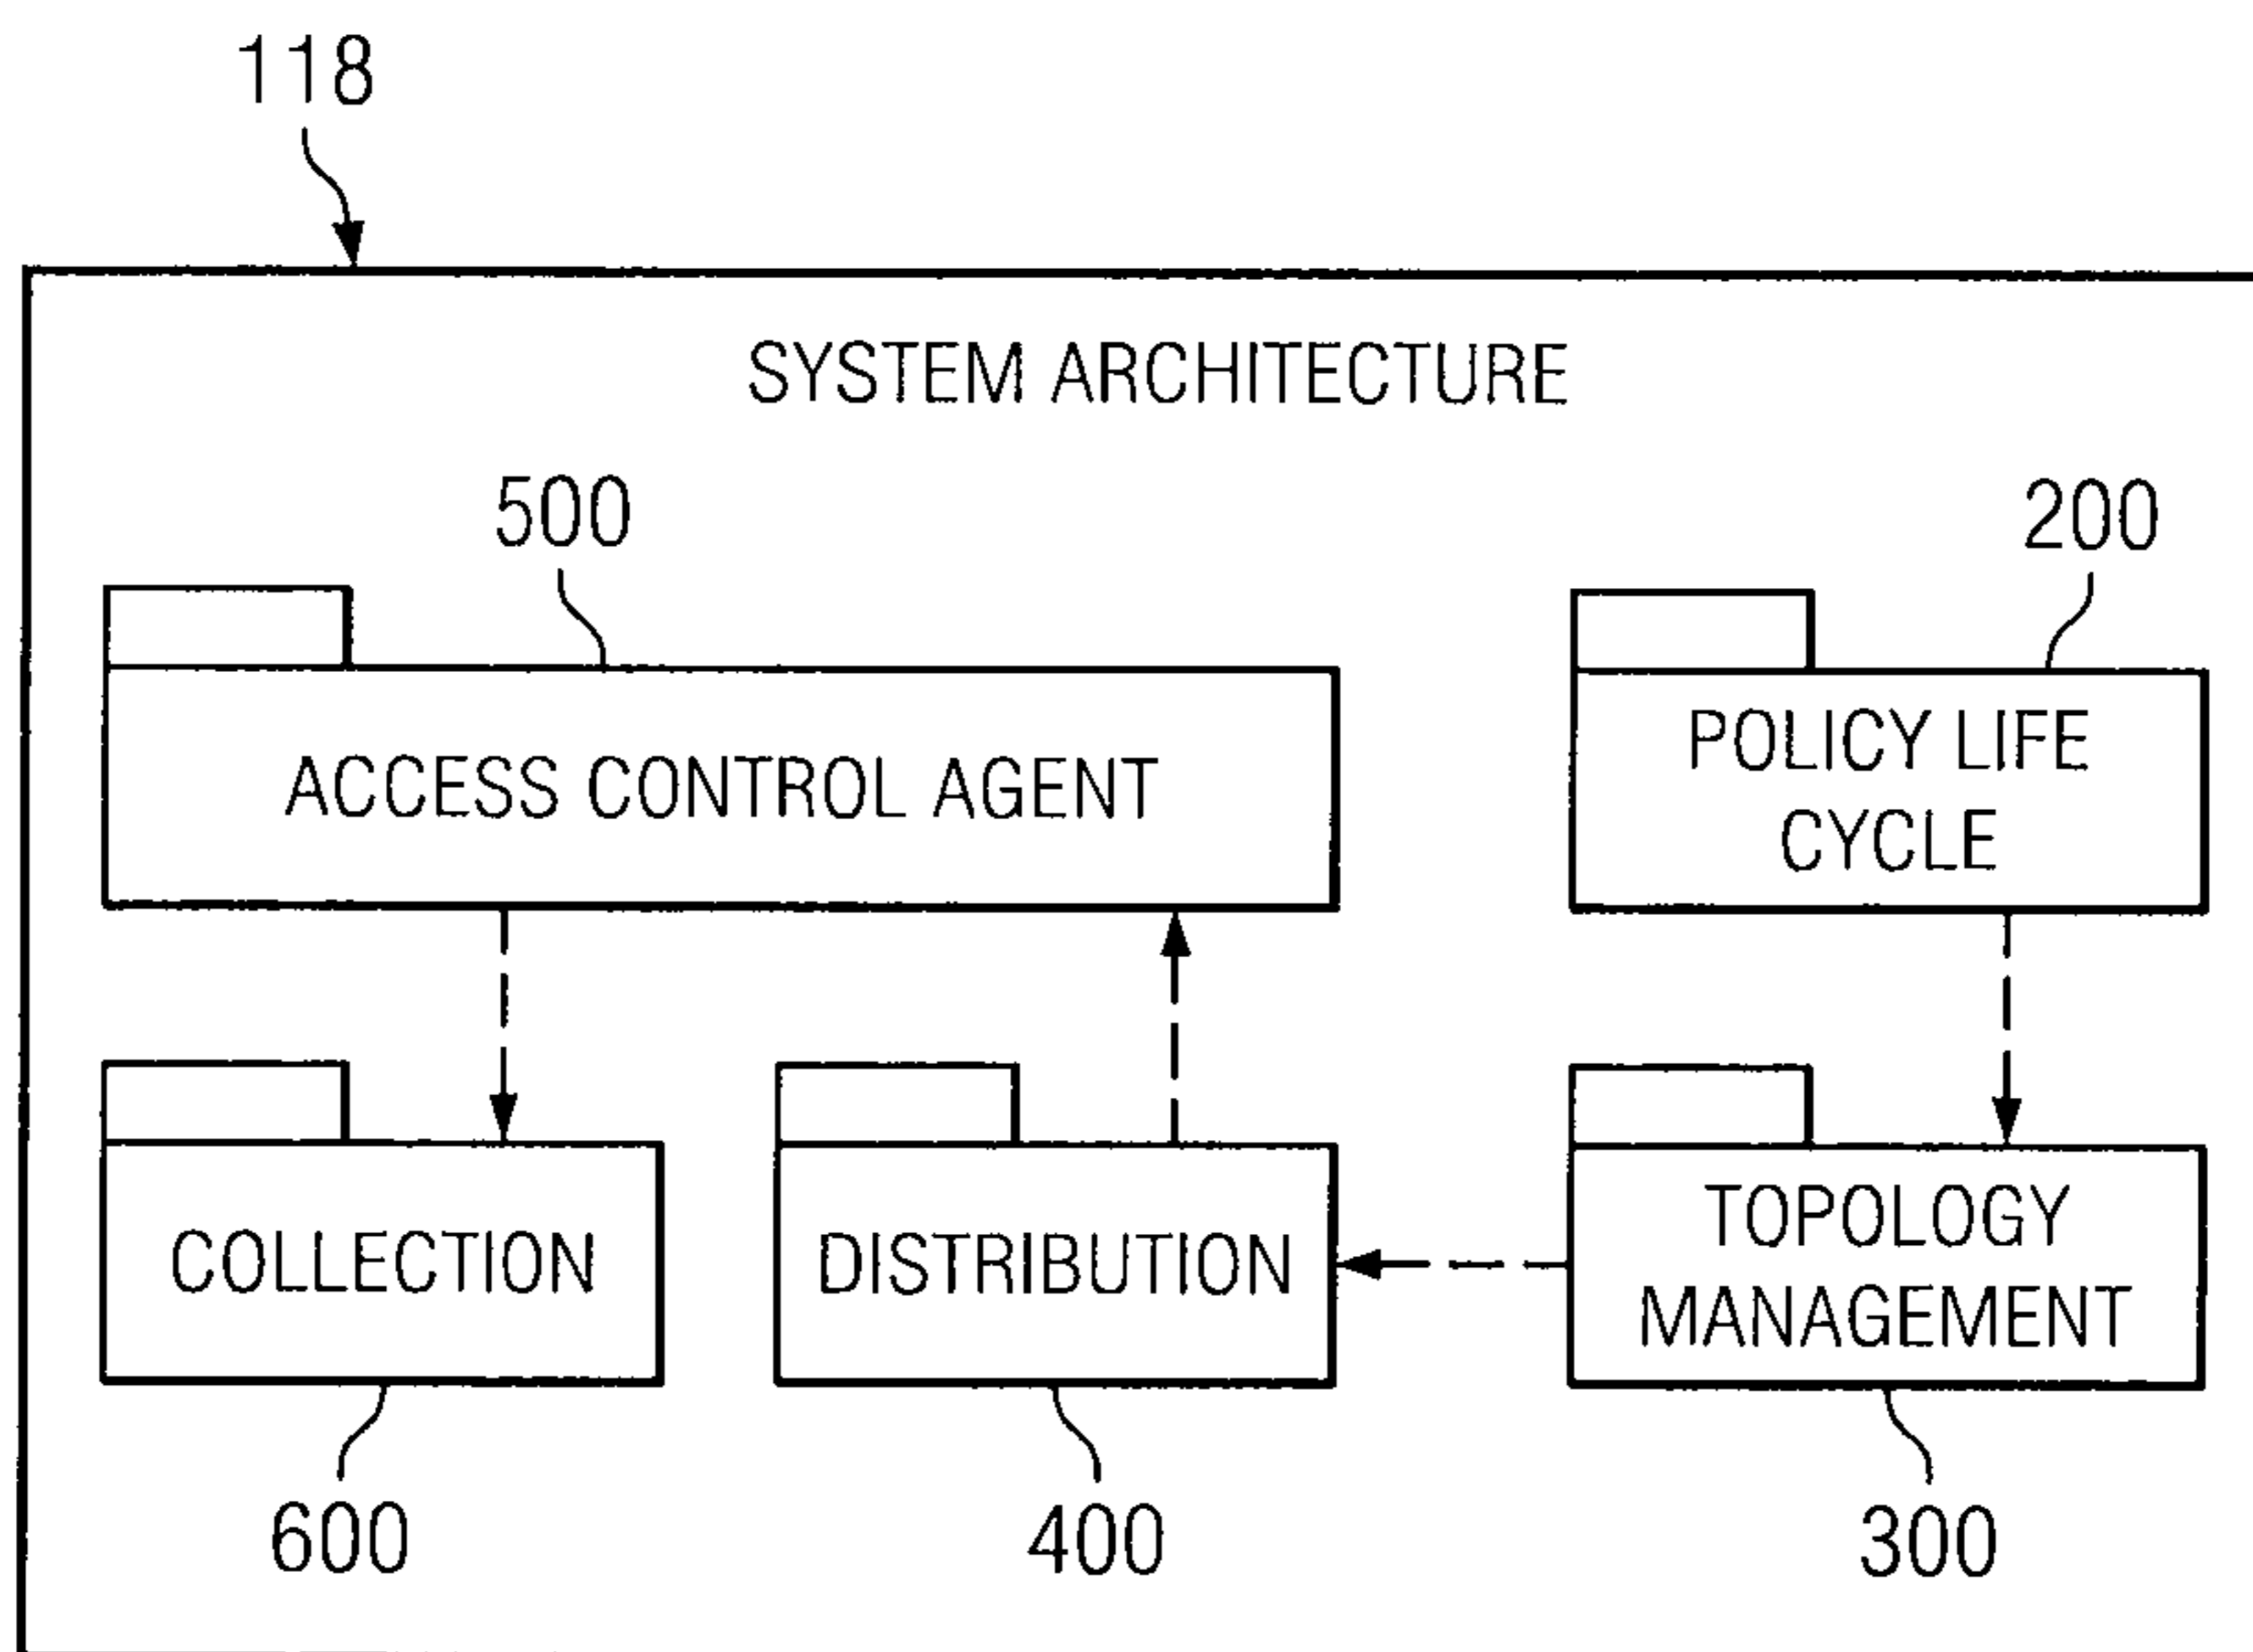 118
SYSTEM ARCHITECTURE
500
200
ACCESS CONTROL AGENT
POLICY LIFE
CYCLE
COLLECTION
DISTRIBUTION
TOPOLOGY
MANAGEMENT
600
400
300